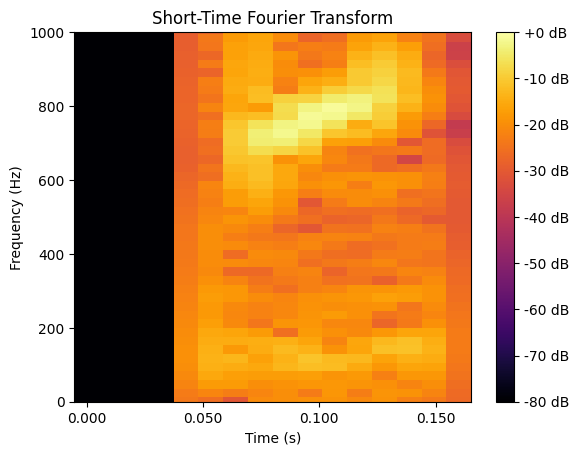 Short-Time Fourier Transform
Frequency (Hz)
1000
800
600
400
200
0
0.000
0.050
0.100
0.150
Time (s)
+0 dB
-10 dB
-20 dB
-30 dB
-40 dB
-50 dB
-60 dB
-70 dB
-80 dB